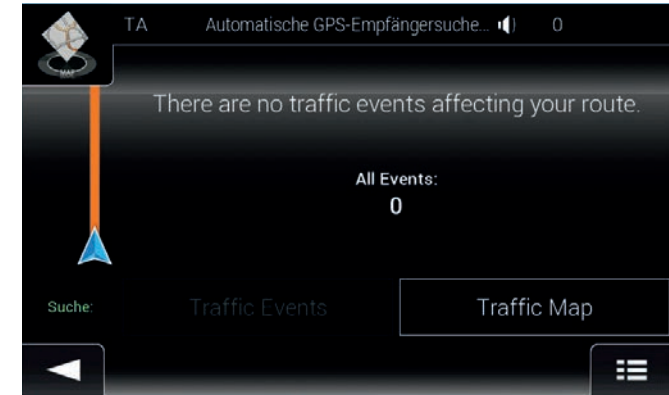 TA Automatische GPS-Empfängersuche... 0
MAP
There are no traffic events affecting your route.
All Events:
0
Suche: Traffic Events Traffic Map